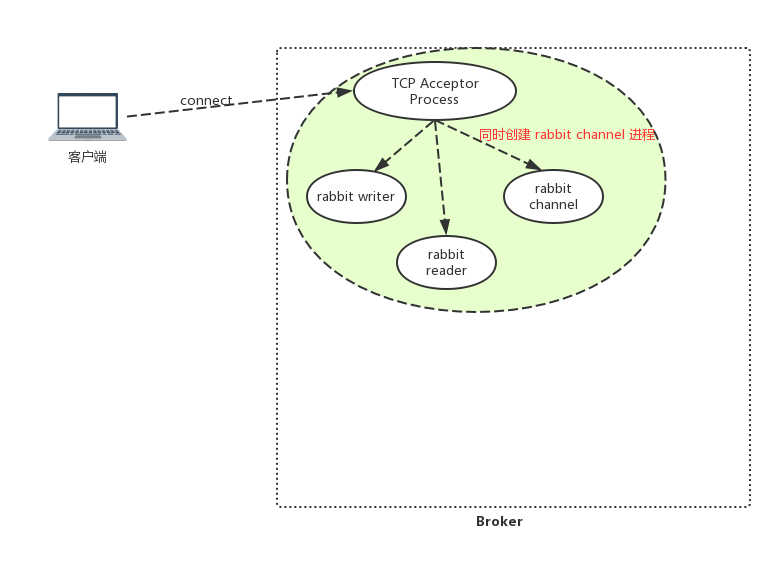 TCP Acceptor
Process
connect
同时创建 rabbit channel 进程
客户端
rabbit writer
rabbit
channel
rabbit
reader
Broker